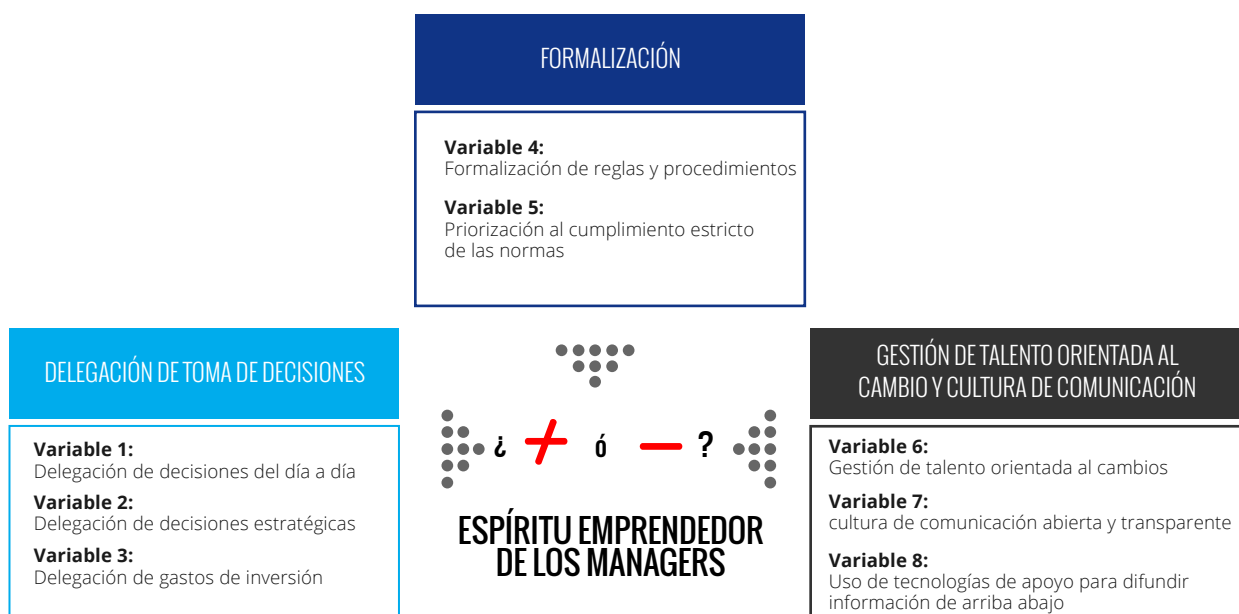 FORMALIZACIÓN
Variable 4:
Formalización de reglas y procedimientos
Variable 5:
Priorización al cumplimiento estricto
de las normas
DELEGACIÓN DE TOMA DE DECISIONES
Variable 1:
Delegación de decisiones del día a día
Variable 2:
Delegación de decisiones estratégicas
Variable 3:
Delegación de gastos de inversión
¿ + ó — ?
ESPÍRITU EMPRENDEDOR
DE LOS MANAGERS
GESTIÓN DE TALENTO ORIENTADA AL
CAMBIO Y CULTURA DE COMUNICACIÓN
Variable 6:
Gestión de talento orientada al cambios
Variable 7:
cultura de comunicación abierta y transparente
Variable 8:
Uso de tecnologías de apoyo para difundir
información de arriba abajo